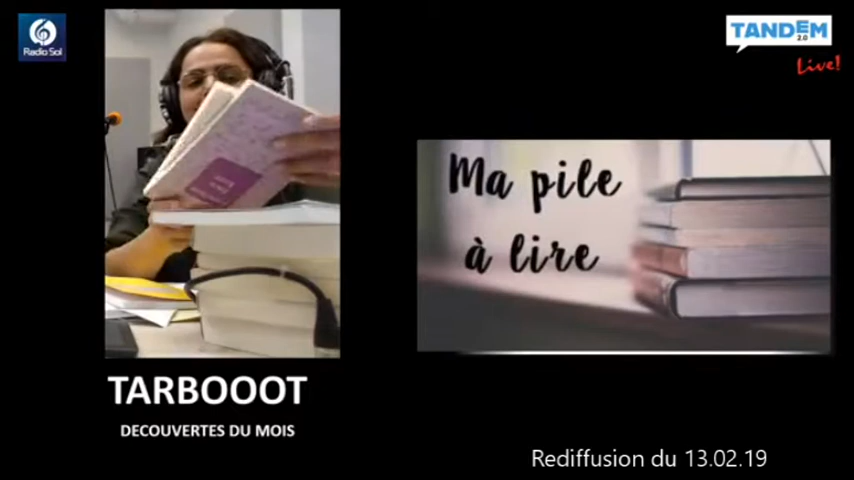 Radio Sol
TANDEM
2.0
Live!
Ma pile
à lire
TARBOOOT
DECOUVERTES DU MOIS
Rediffusion du 13.02.19